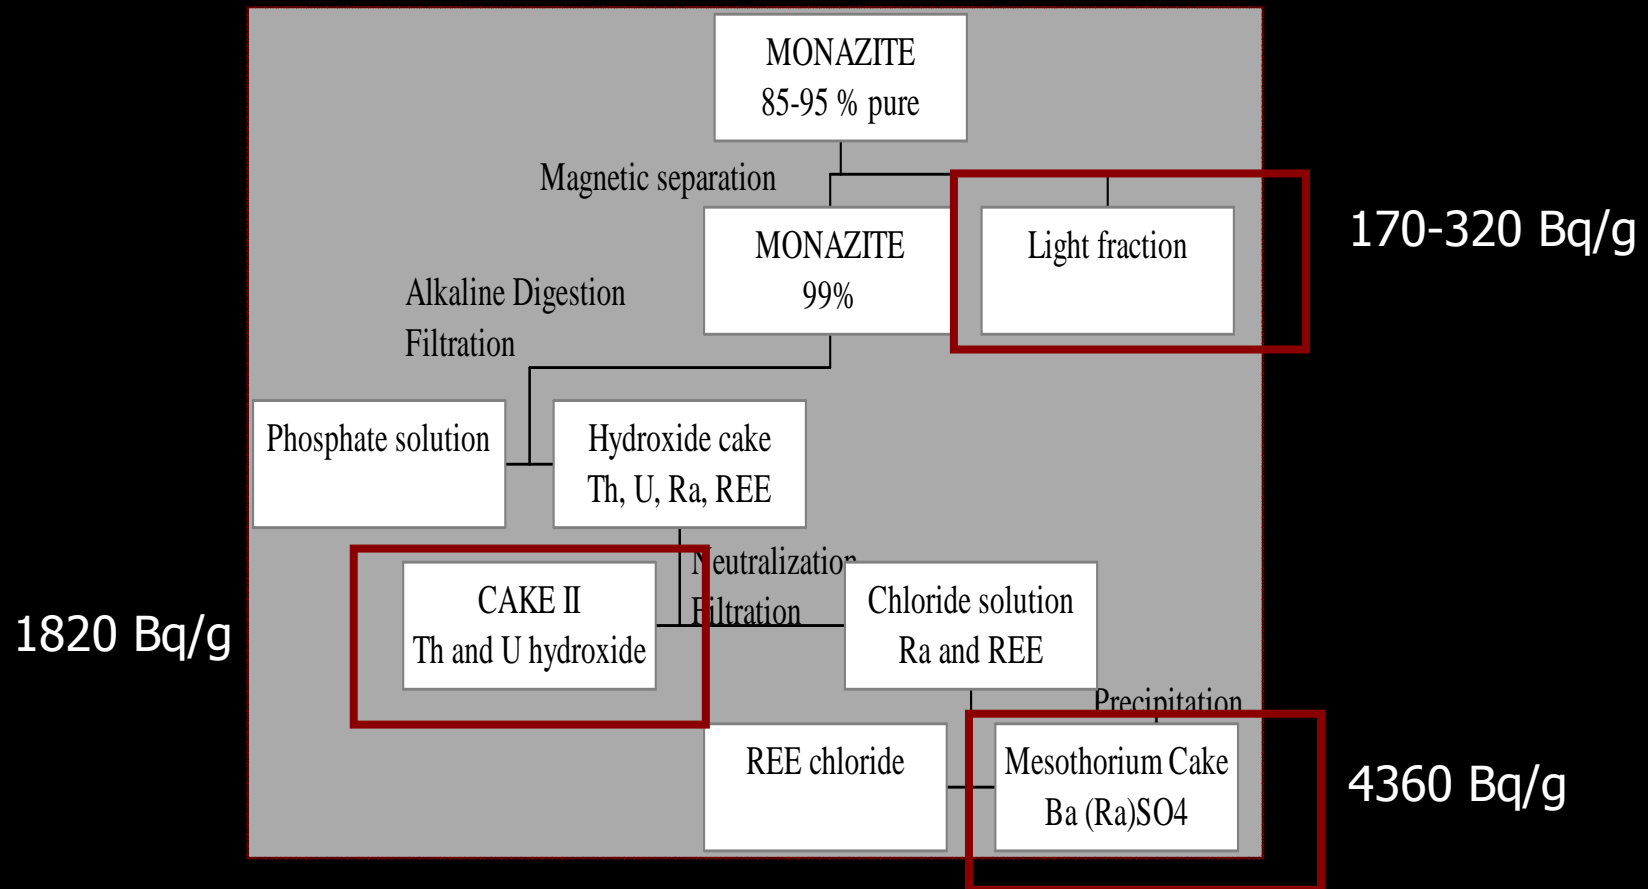 MONAZITE
85-95 % pure
Magnetic separation
MONAZITE
99%
Light fraction
170-320 Bq/g
Alkaline Digestion
Filtration
Phosphate solution
Hydroxide cake
Th, U, Ra, REE
Neutralization
Filtration
CAKE II
Th and U hydroxide
1820 Bq/g
Chloride solution
Ra and REE
Precipitation
REE chloride
Mesothorium Cake
Ba (Ra)SO4
4360 Bq/g